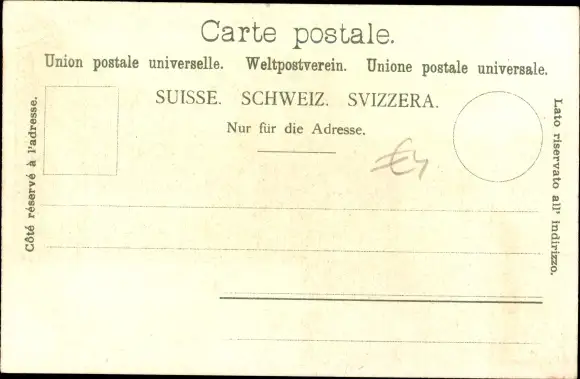 Carte postale.
Union postale universelle. Weltpostverein. Unione postale universale.
SUISSE. SCHWEIZ. SVIZZERA.
Nur für die Adresse.
Côté réservé à l'adresse.
Lato riservato all' indirizzo.
€4